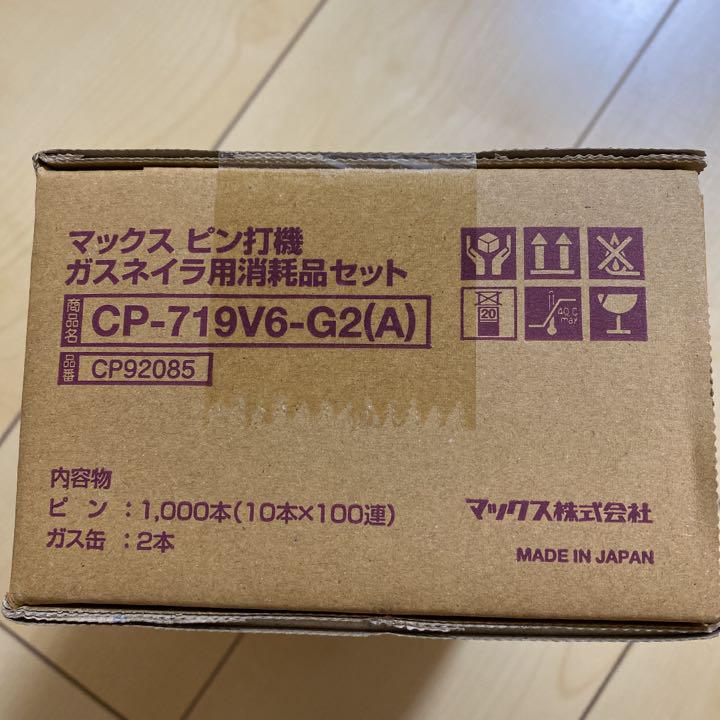 マックス ピン打機
ガスネイラ用消耗品セット
商品名 CP-719V6-G2(A)
品番 CP92085
20
40℃
max
内容物
ピン：1,000本(10本×100連)
ガス缶：2本
マックス株式会社
MADE IN JAPAN